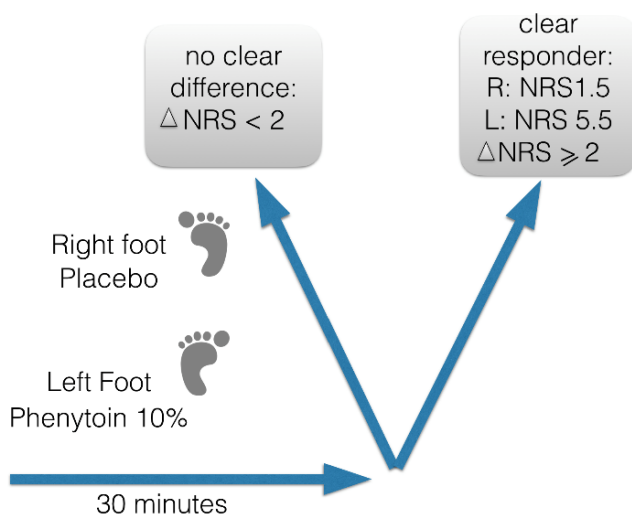 no clear
difference:
△ NRS < 2
clear
responder:
R: NRS1.5
L: NRS 5.5
△NRS ⩾ 2
Right foot
Placebo
Left Foot
Phenytoin 10%
30 minutes